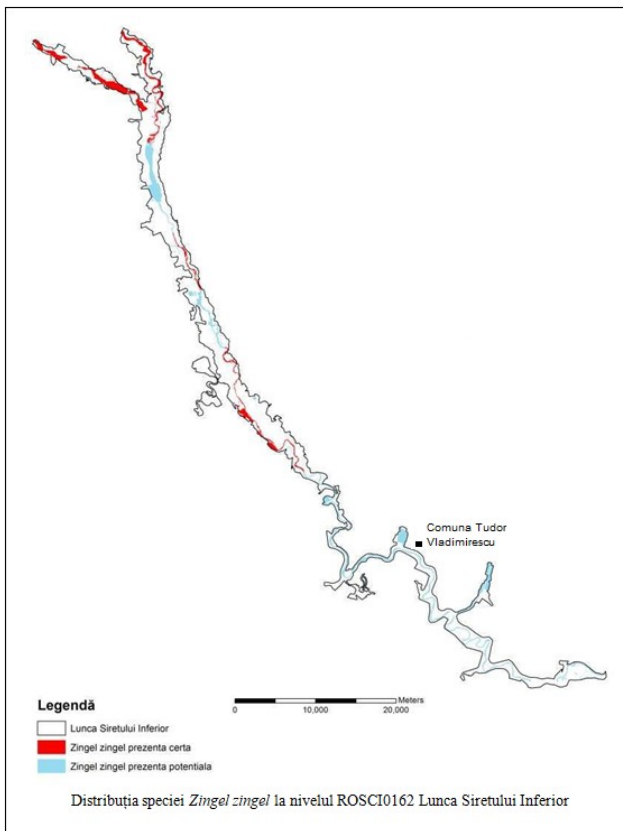 Comuna Tudor
Vladimirescu
Legendă
Meters
0 10,000 20,000
Lunca Siretului Inferior
Zingel zingel prezenta certa
Zingel zingel prezenta potentiala
Distribuția speciei Zingel zingel la nivelul ROSCI0162 Lunca Siretului Inferior